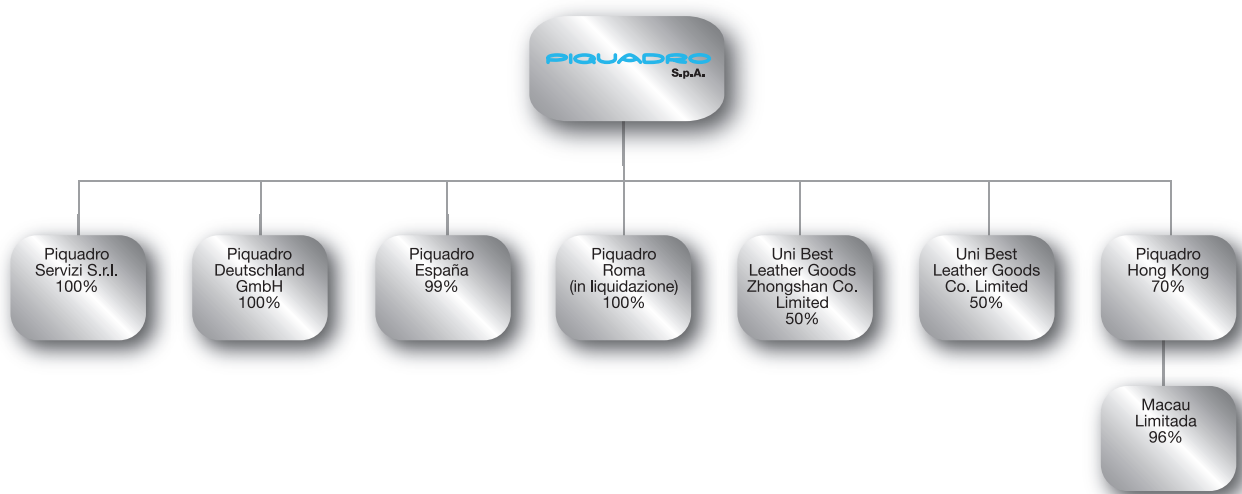 PIQUADRO
S.p.A.
Piquadro
Servizi S.r.l.
100%
Piquadro
Deutschland
GmbH
100%
Piquadro
España
99%
Piquadro
Roma
(in liquidazione)
100%
Uni Best
Leather Goods
Zhongshan Co.
Limited
50%
Uni Best
Leather Goods
Co. Limited
50%
Piquadro
Hong Kong
70%
Macau
Limitada
96%